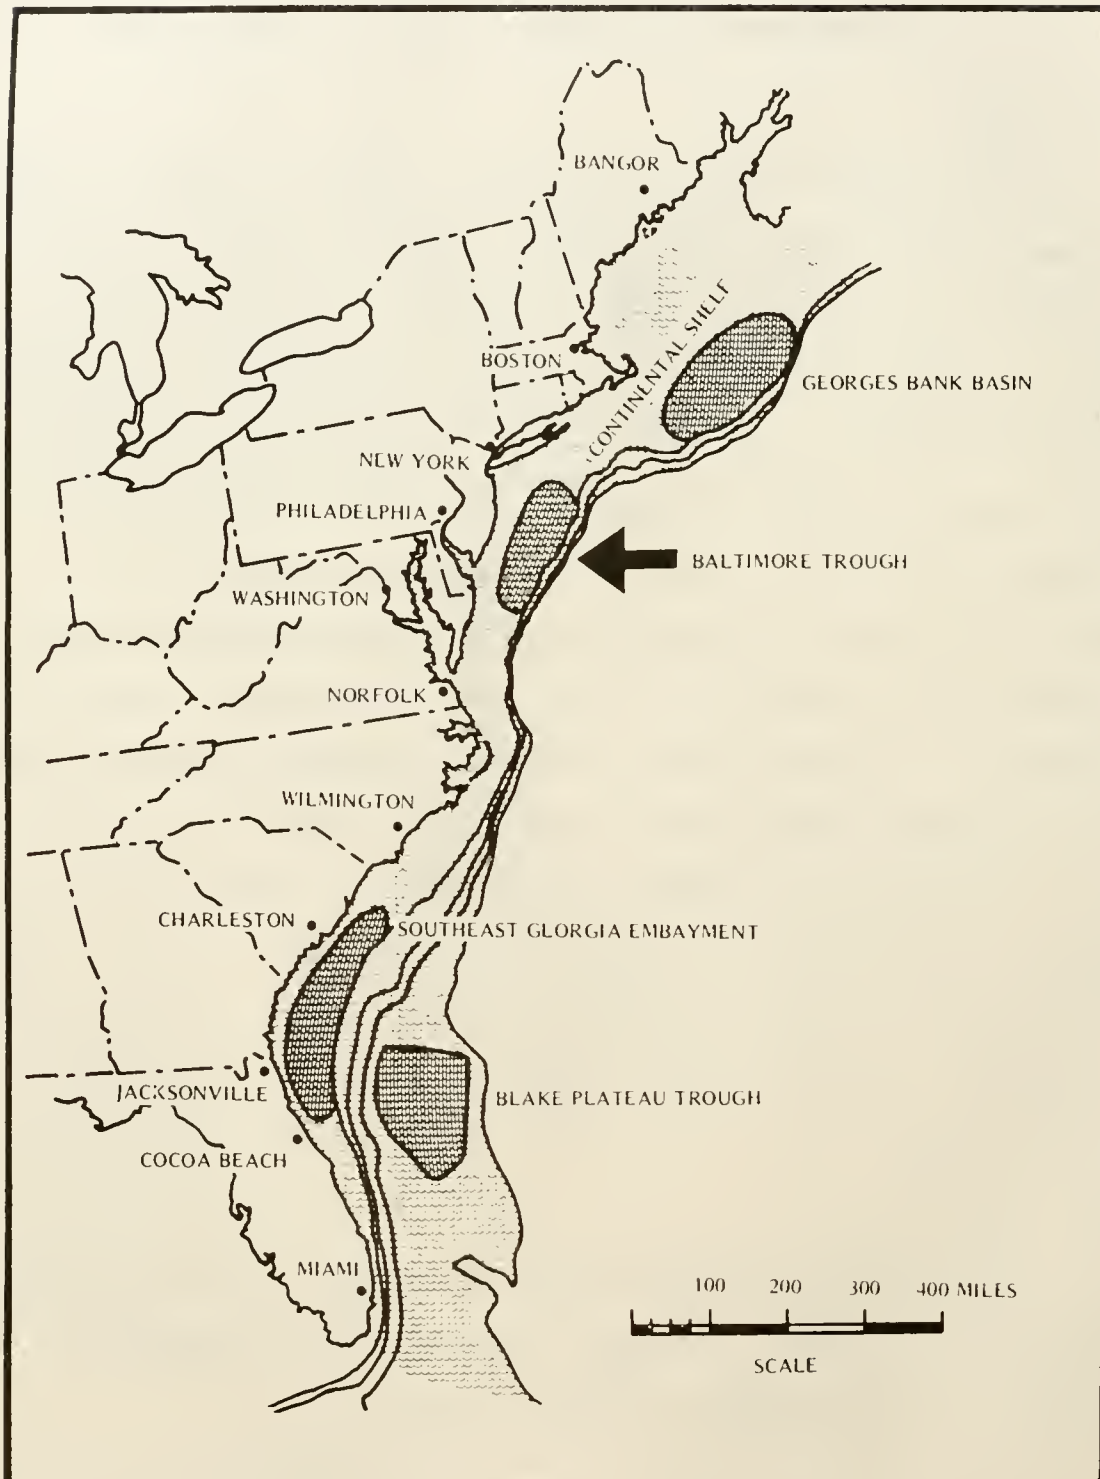 BANGOR
CONTINENTAL SHELF
BOSTON
GEORGES BANK BASIN
NEW YORK
PHILADELPHIA
BALTIMORE TROUGH
WASHINGTON
NORFOLK
WILMINGTON
CHARLESTON
SOUTHEAST GLORGIA EMBAYMENT
JACKSONVILLE
BLAKE PLATEAU TROUGH
COCOA BEACH
MIAMI
100 200 300 400 MILES
SCALE